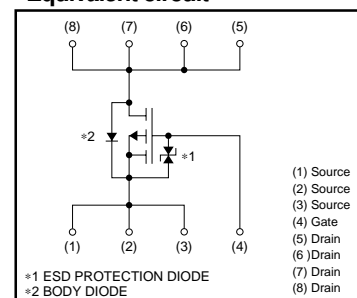 Equivalent circuit
(8) (7) (6) (5)
∗2
∗1
(1) (2) (3) (4)
(1) Source
(2) Source
(3) Source
(4) Gate
(5) Drain
(6 )Drain
(7) Drain
(8) Drain
∗1 ESD PROTECTION DIODE
∗2 BODY DIODE